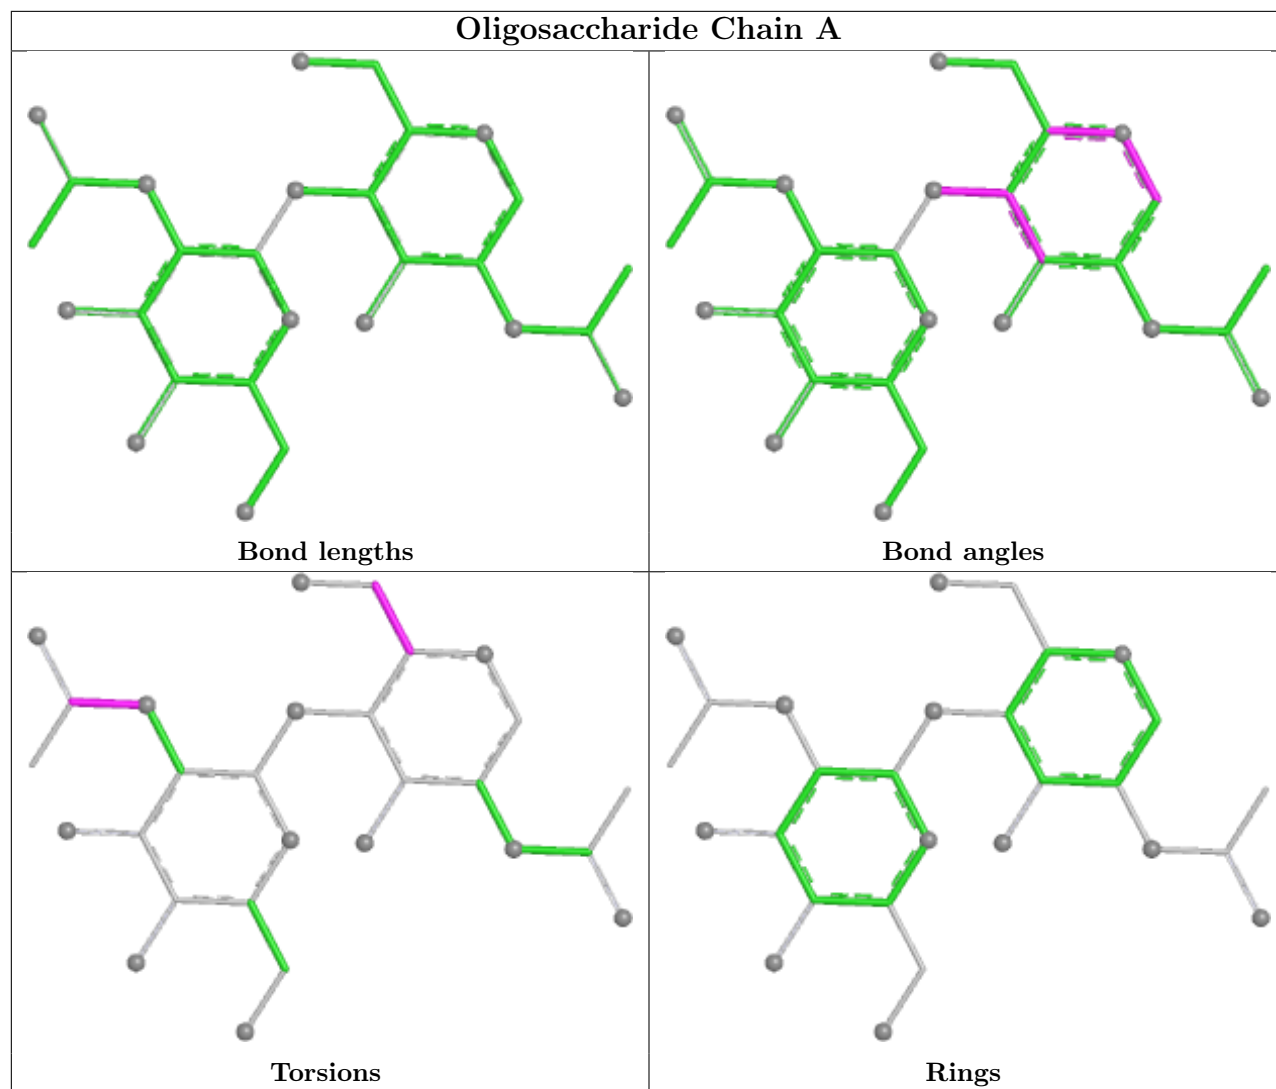 Oligosaccharide Chain A
Bond lengths
Bond angles
Torsions
Rings